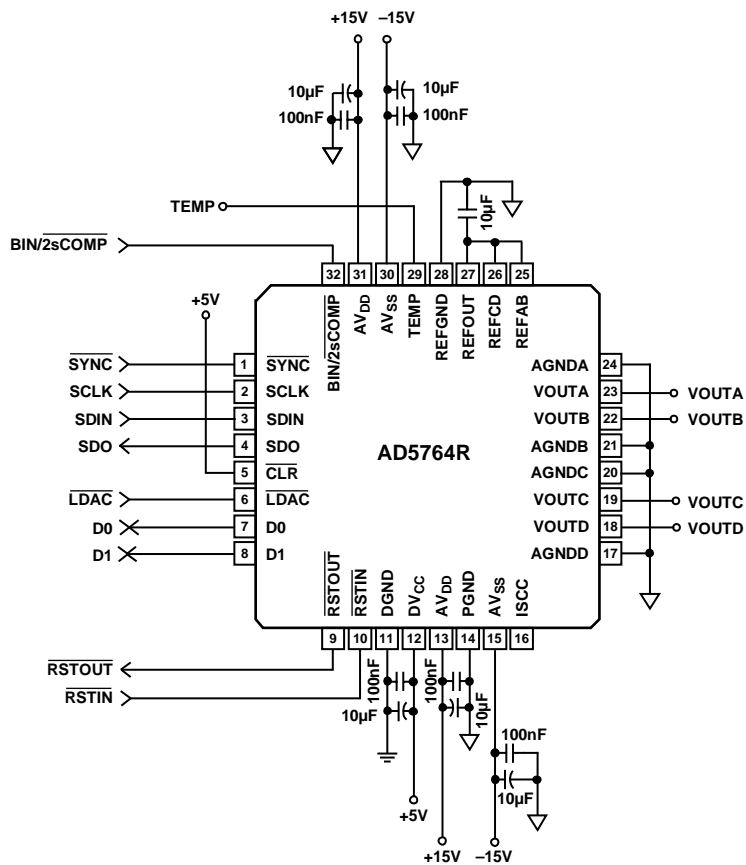 +15V –15V
10µF
100nF
10µF
100nF
TEMP
10µF
BIN/2sCOMP
32 31 30 29 28 27 26 25
+5V
BIN/2sCOMP
AVDD
AVSS
TEMP
REFGND
REFOUT
REFCD
REFAB
SYNC 1 SYNC
SCLK 2 SCLK
SDIN 3 SDIN
SDO 4 SDO
5 CLR
LDAC 6 LDAC
D0 7 D0
D1 8 D1
AD5764R
AGNDA 24
VOUTA 23 VOUTA
VOUTB 22 VOUTB
AGNDB 21
AGNDC 20
VOUTC 19 VOUTC
VOUTD 18 VOUTD
AGNDD 17
RSTOUT
RSTIN
DGND
DVCC
AVDD
PGND
AVSS
ISCC
9 10 11 12 13 14 15 16
RSTOUT
RSTIN
100nF
10µF
100nF
10µF
100nF
10µF
+5V
+15V –15V